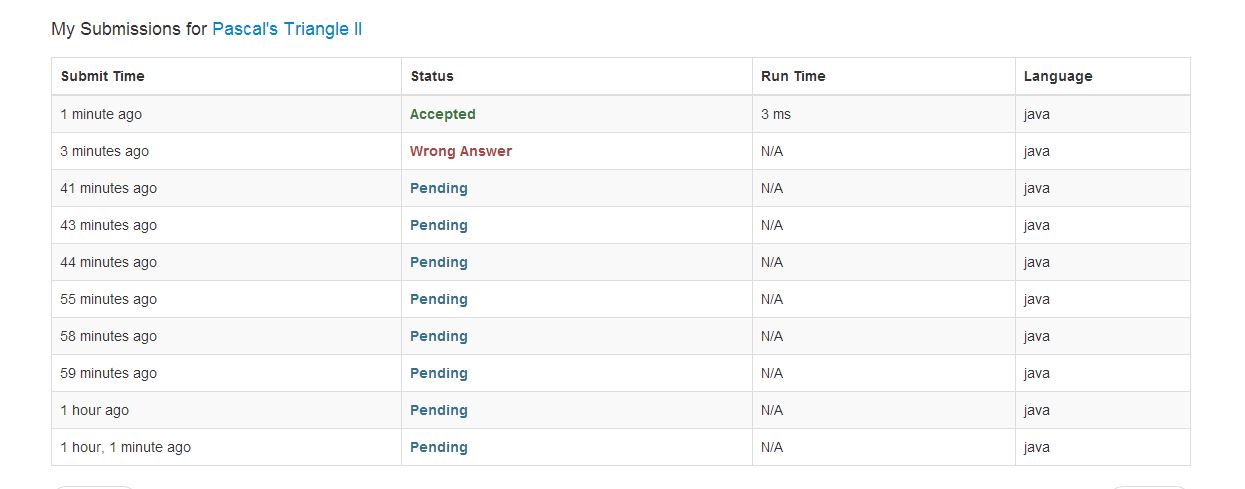 My Submissions for Pascal's Triangle II
Submit Time Status Run Time Language
1 minute ago Accepted 3 ms java
3 minutes ago Wrong Answer N/A java
41 minutes ago Pending N/A java
43 minutes ago Pending N/A java
44 minutes ago Pending N/A java
55 minutes ago Pending N/A java
58 minutes ago Pending N/A java
59 minutes ago Pending N/A java
1 hour ago Pending N/A java
1 hour, 1 minute ago Pending N/A java